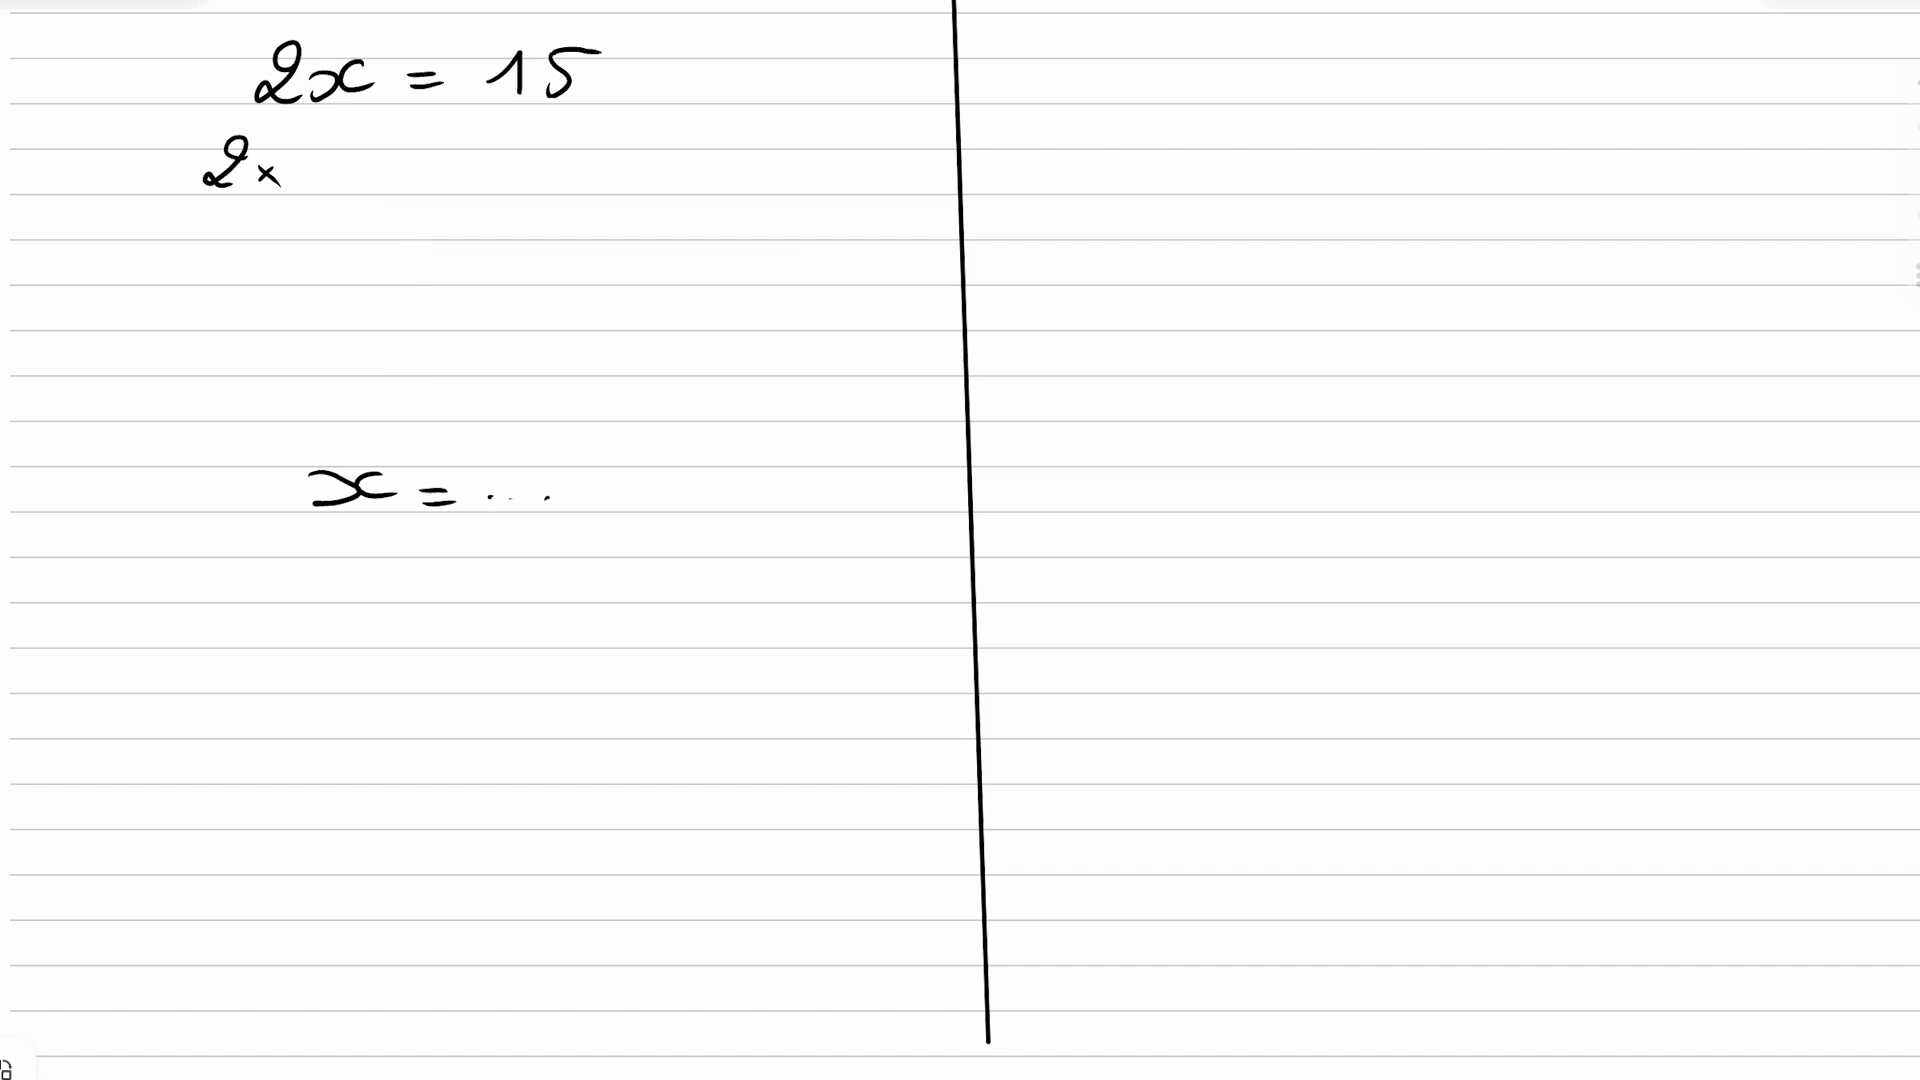 2x = 15
2×
x = ...